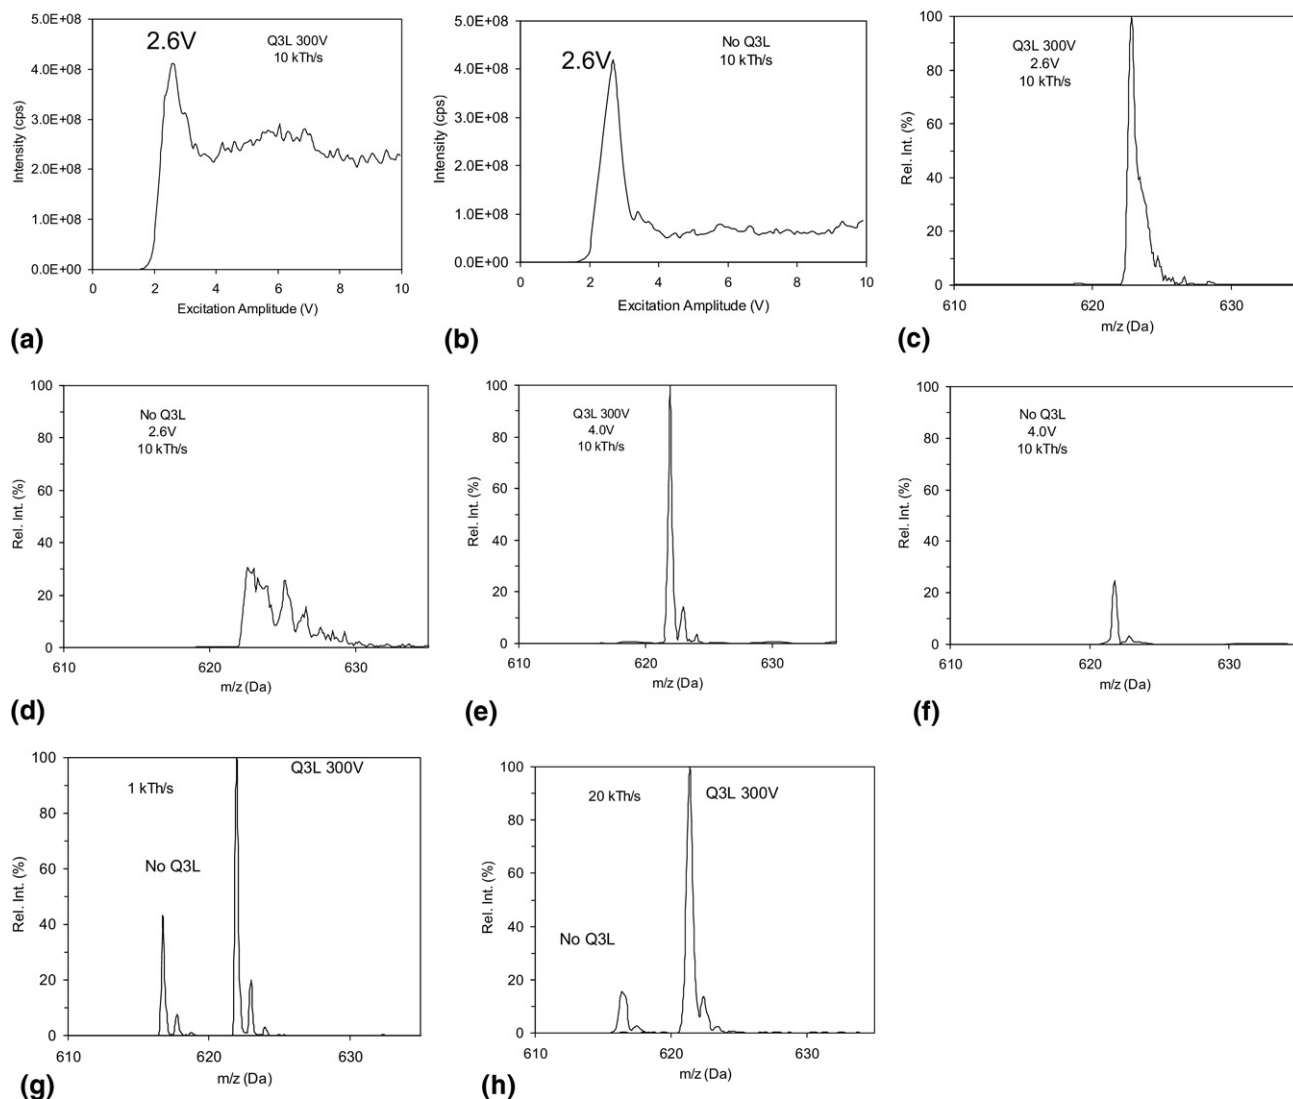 5.0E+08
4.0E+08
3.0E+08
2.0E+08
1.0E+08
0.0E+00
Intensity (cps)
2.6V
Q3L 300V
10 kTh/s
0 2 4 6 8 10
Excitation Amplitude (V)
(a)
5.0E+08
4.0E+08
3.0E+08
2.0E+08
1.0E+08
0.0E+00
Intensity (cps)
2.6V
No Q3L
10 kTh/s
0 2 4 6 8 10
Excitation Amplitude (V)
(b)
100
80
60
40
20
0
Rel. Int. (%)
Q3L 300V
2.6V
10 kTh/s
610 620 630
m/z (Da)
(c)
100
80
60
40
20
0
Rel. Int. (%)
No Q3L
2.6V
10 kTh/s
610 620 630
m/z (Da)
(d)
100
80
60
40
20
0
Rel. Int. (%)
Q3L 300V
4.0V
10 kTh/s
610 620 630
m/z (Da)
(e)
100
80
60
40
20
0
Rel. Int. (%)
No Q3L
4.0V
10 kTh/s
610 620 630
m/z (Da)
(f)
100
80
60
40
20
0
Rel. Int. (%)
Q3L 300V
1 kTh/s
No Q3L
610 620 630
m/z (Da)
(g)
100
80
60
40
20
0
Rel. Int. (%)
20 kTh/s
Q3L 300V
No Q3L
610 620 630
m/z (Da)
(h)